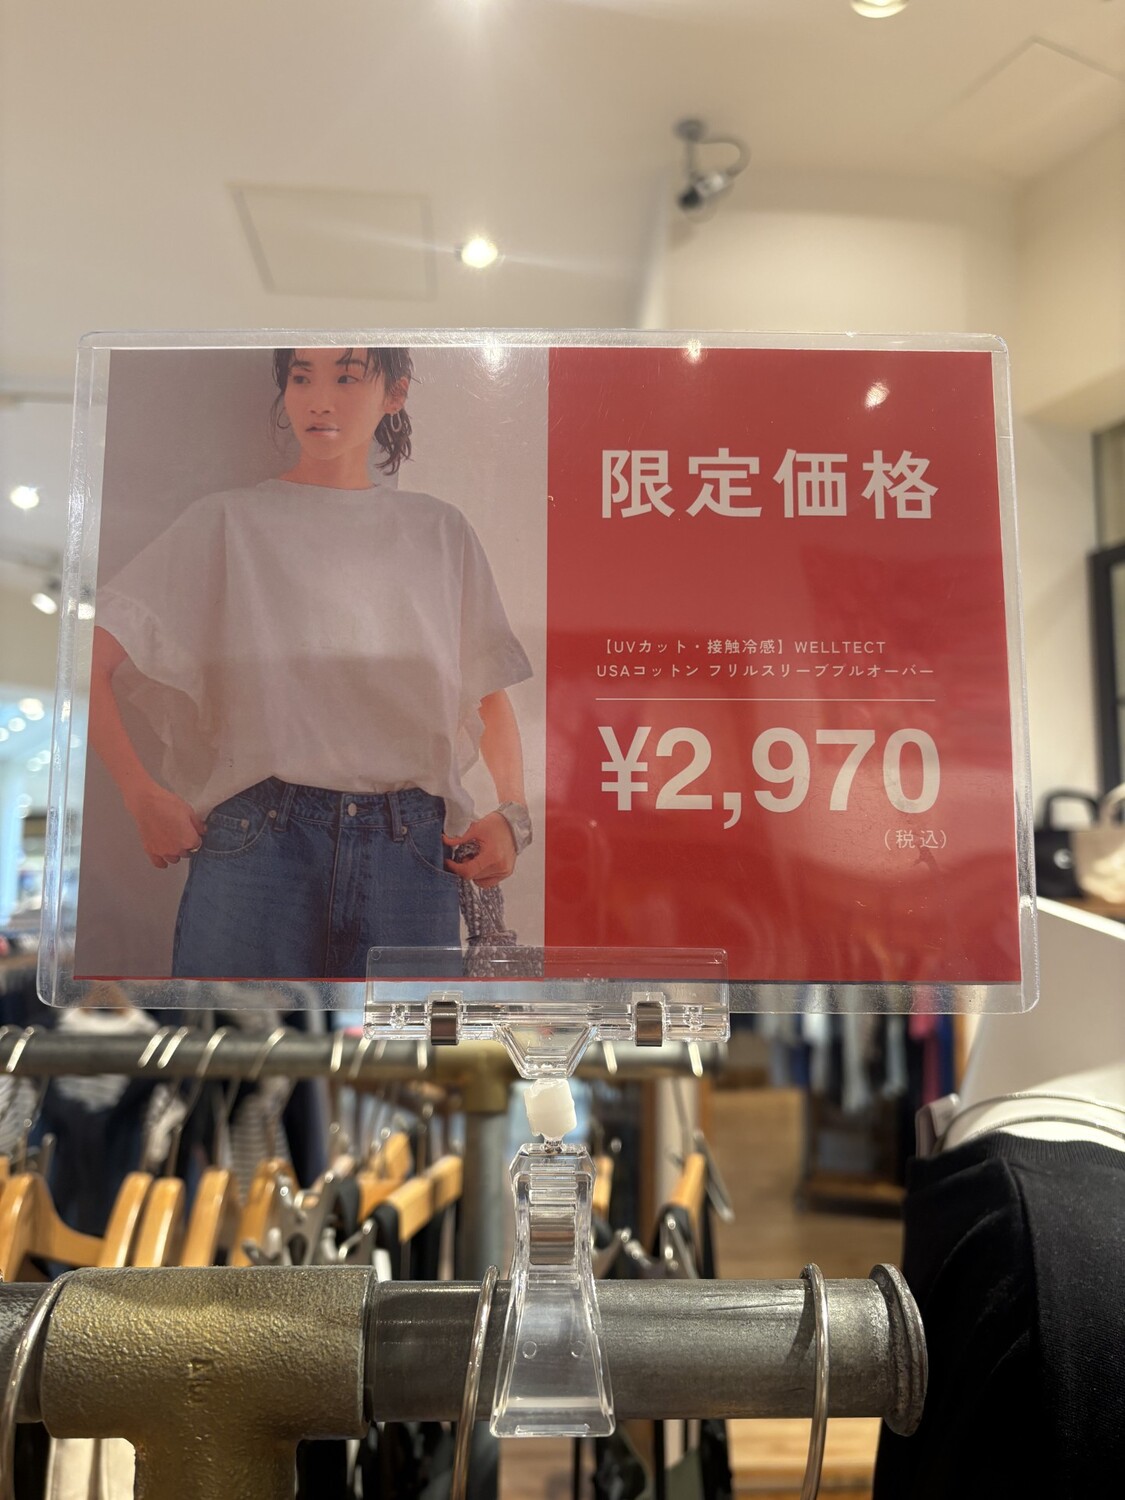 限定価格
【UVカット・接触冷感】WELLTECT
USAコットン フリルスリーブプルオーバー
¥2,970
(税込)